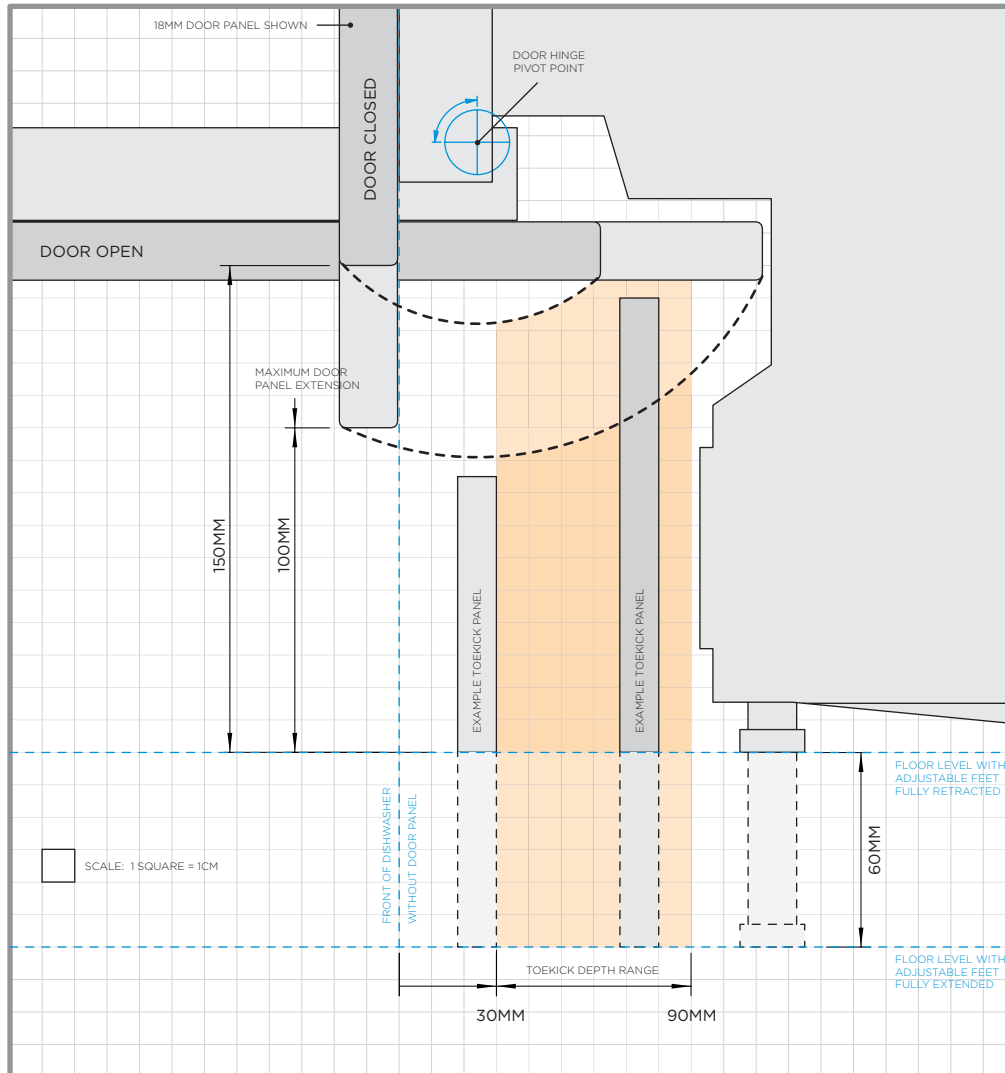 18MM DOOR PANEL SHOWN
DOOR HINGE
PIVOT POINT
DOOR CLOSED
DOOR OPEN
MAXIMUM DOOR
PANEL EXTENSION
150MM
100MM
EXAMPLE TOEKICK PANEL
EXAMPLE TOEKICK PANEL
FLOOR LEVEL WITH
ADJUSTABLE FEET
FULLY RETRACTED
FRONT OF DISHWASHER
WITHOUT DOOR PANEL
60MM
SCALE: 1 SQUARE = 1CM
FLOOR LEVEL WITH
ADJUSTABLE FEET
FULLY EXTENDED
TOEKICK DEPTH RANGE
30MM
90MM